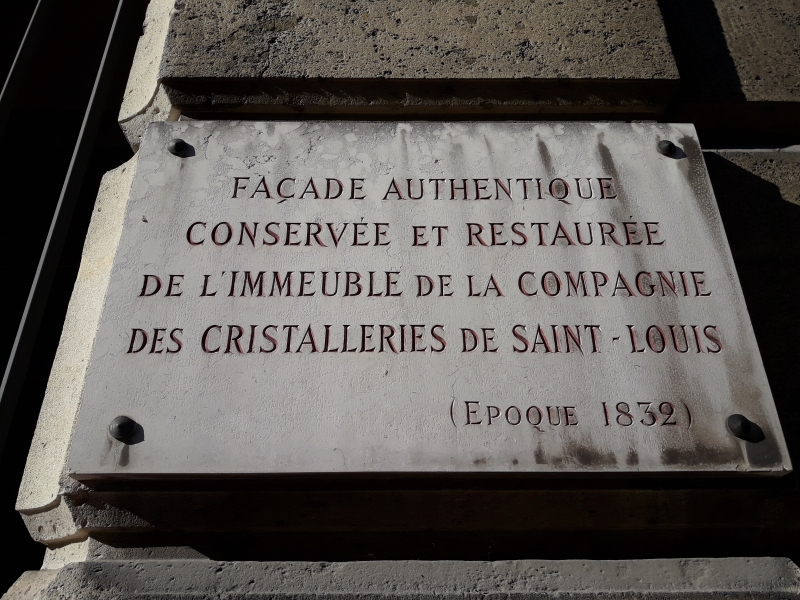 FAÇADE AUTHENTIQUE
CONSERVÉE ET RESTAURÉE
DE L'IMMEUBLE DE LA COMPAGNIE
DES CRISTALLERIES DE SAINT-LOUIS
(EPOQUE 1832)